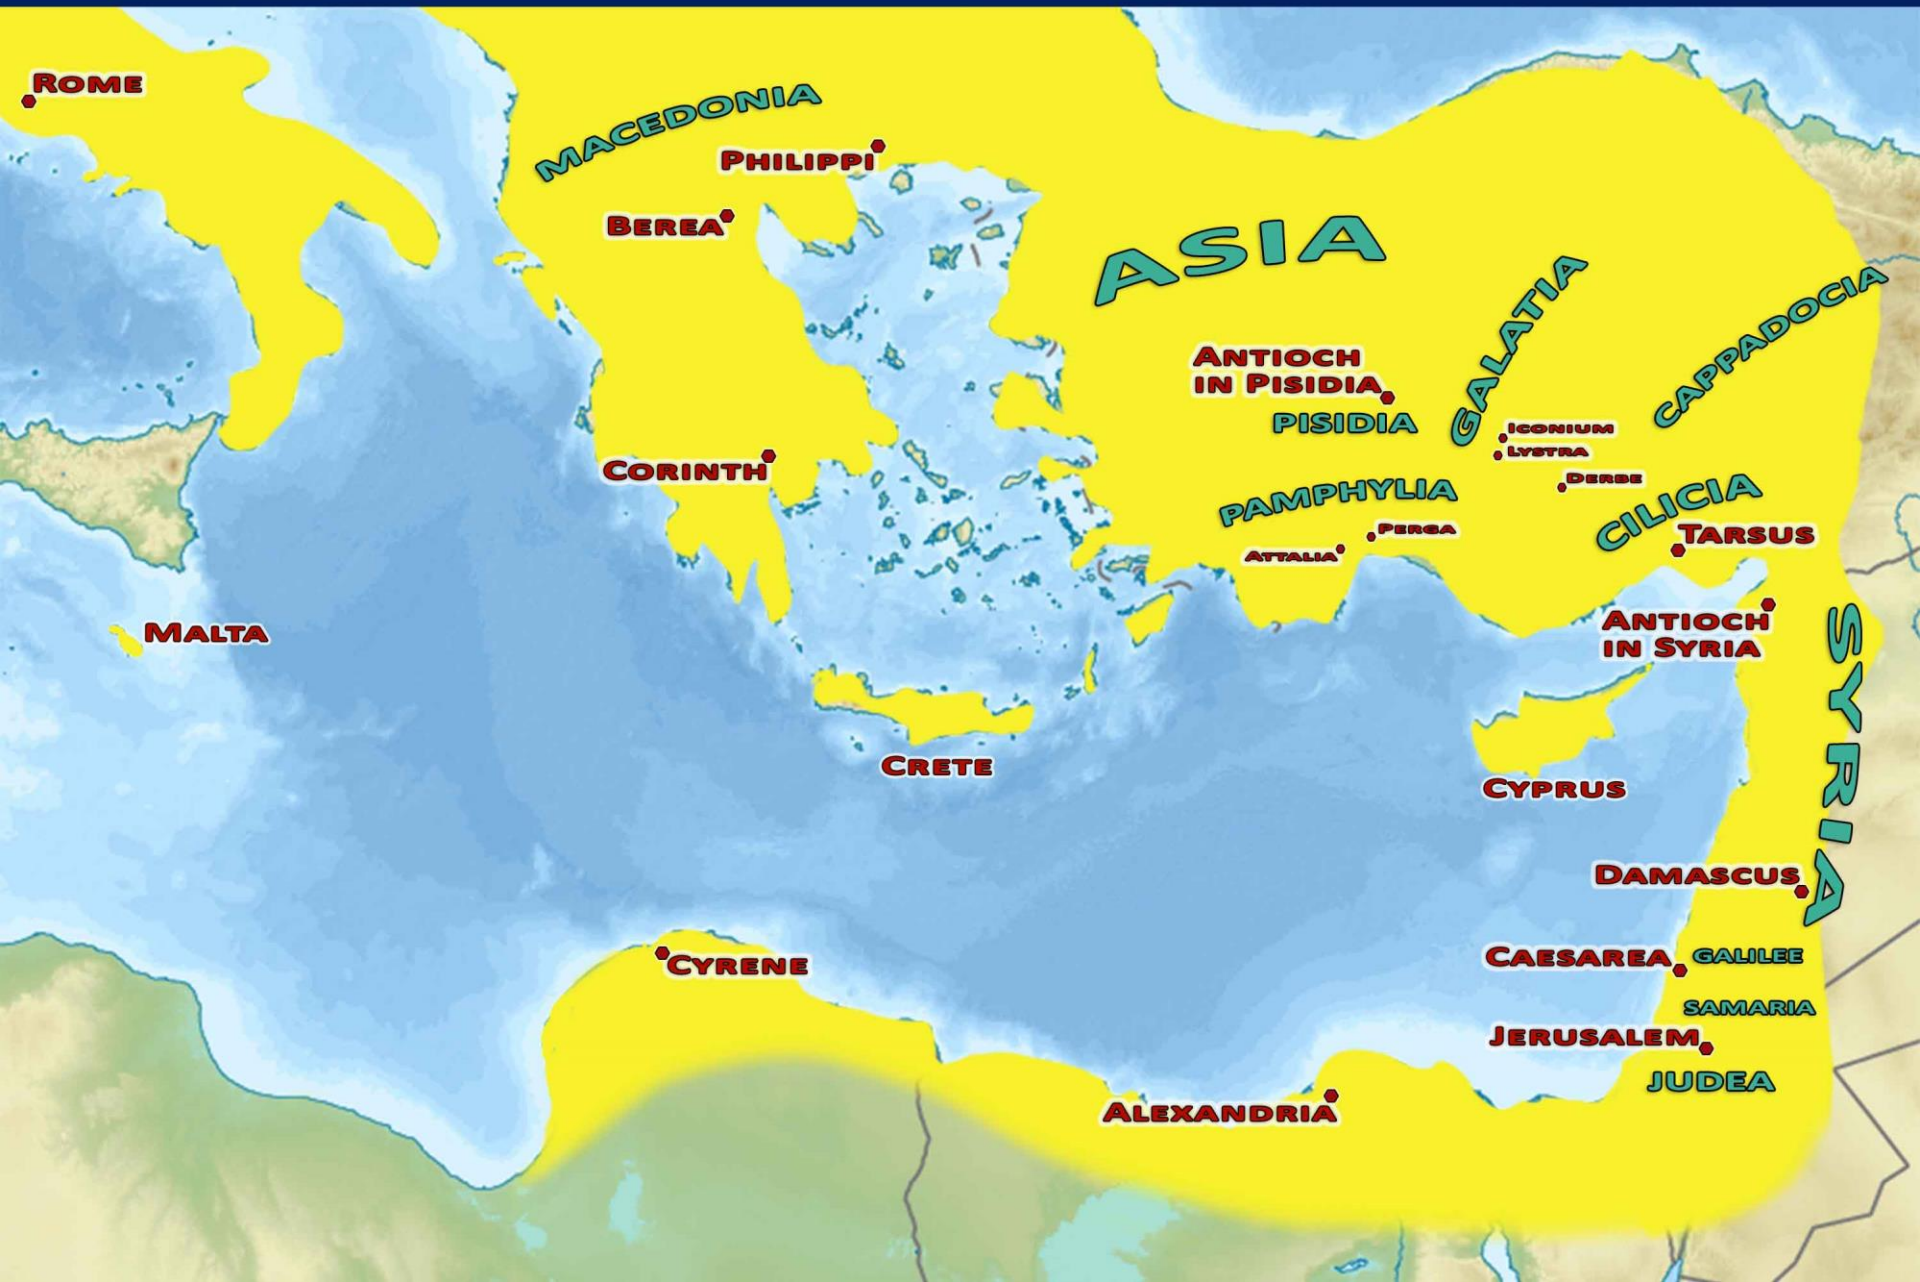 ROME
MACEDONIA
PHILIPPI
BEREA
ASIA
GALATIA
CAPPADOCIA
ANTIOCH
IN PISIDIA
PISIDIA
ICONIUM
LYSTRA
DERBE
CORINTH
PAMPHYLIA
CILICIA
PERGA
TARSUS
ATTALIA
MALTA
ANTIOCH
IN SYRIA
SYRIA
CRETE
CYPRUS
DAMASCUS
CYRENE
CAESAREA
GALILEE
SAMARIA
JERUSALEM
JUDEA
ALEXANDRIA